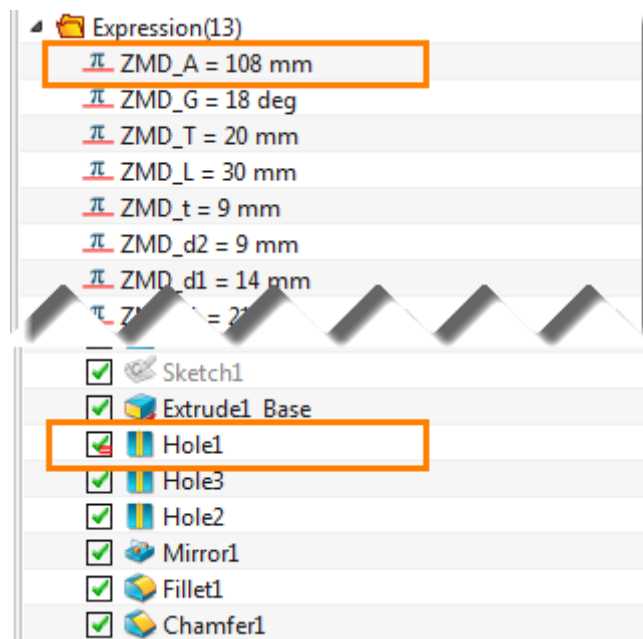 Expression(13)
ZMD_A = 108 mm
ZMD_G = 18 deg
ZMD_T = 20 mm
ZMD_L = 30 mm
ZMD_t = 9 mm
ZMD_d2 = 9 mm
ZMD_d1 = 14 mm
Sketch1
Extrude1_Base
Hole1
Hole3
Hole2
Mirror1
Fillet1
Chamfer1